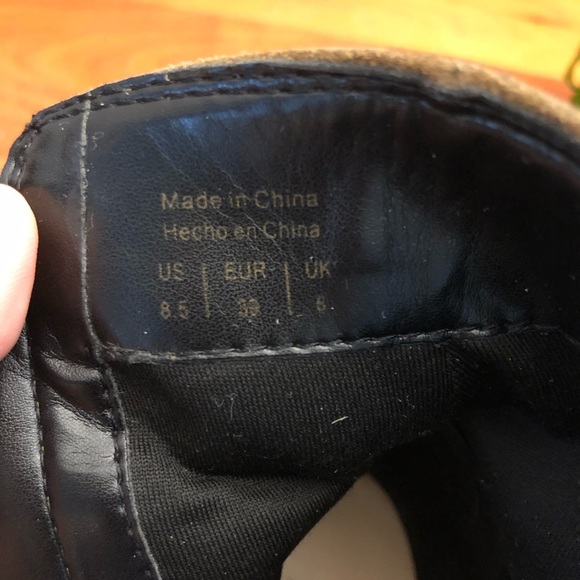 Made in China
Hecho en China
US | EUR | UK
8.5 | 39 | 6